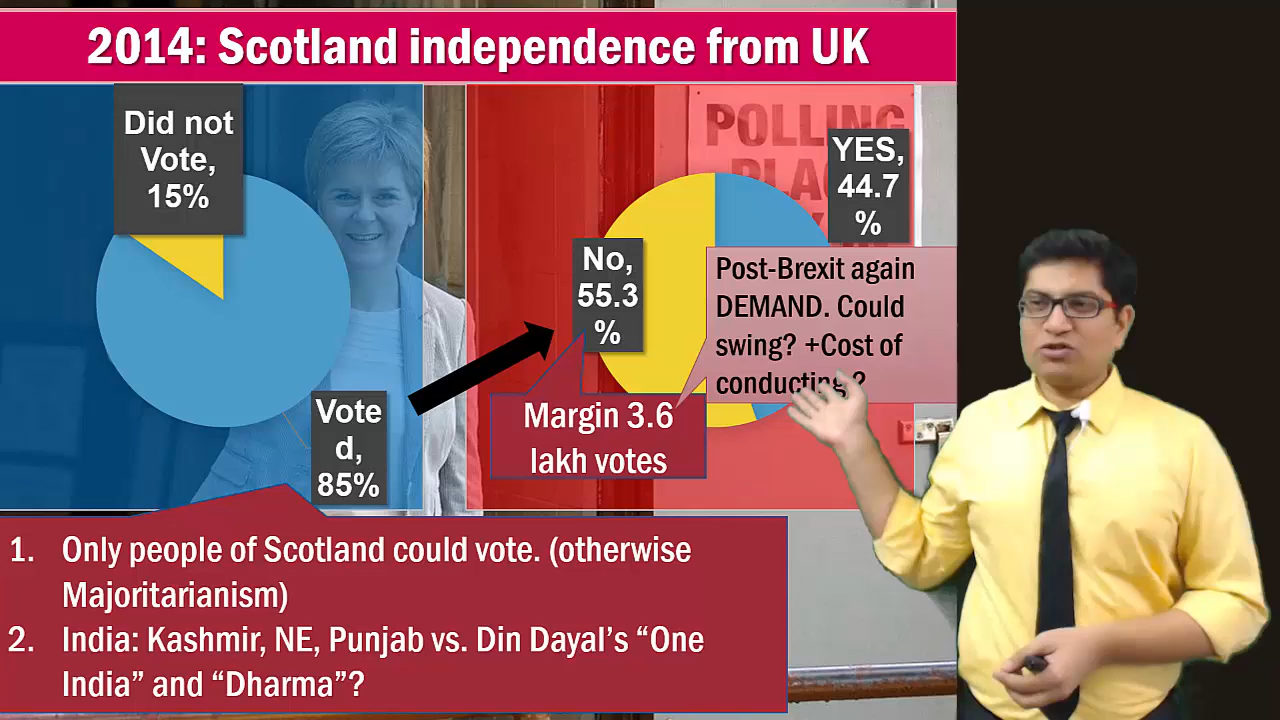 2014: Scotland independence from UK
Did not
Vote,
15%
POLLING
YES,
44.7
%
No,
55.3
%
Post-Brexit again
DEMAND. Could
swing? +Cost of
conducting?
Margin 3.6
lakh votes
Vote
d,
85%
1. Only people of Scotland could vote. (otherwise
Majoritarianism)
2. India: Kashmir, NE, Punjab vs. Din Dayal’s “One
India” and “Dharma”?